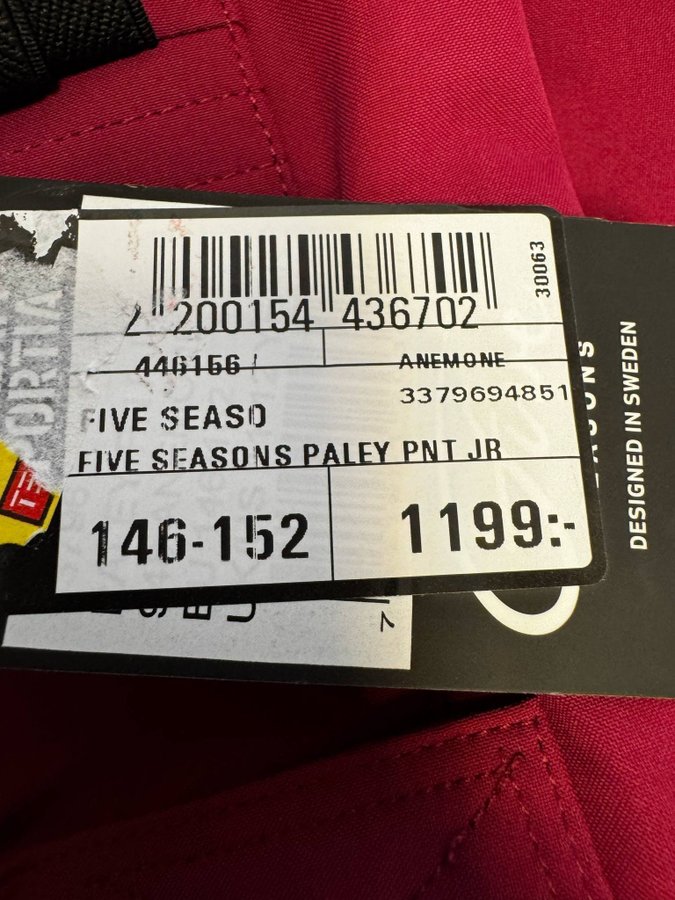 30063
2 200154 436702
446156 / ANEMONE
3379694851
FIVE SEASO
FIVE SEASONS PALEY PNT JR
146-152 1199:-
DESIGNED IN SWEDEN
7